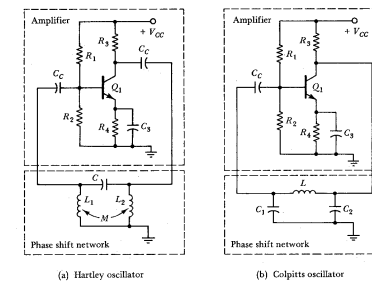 Amplifier
+ V_CC
R_3
C_C
R_1
C_C
Q_1
R_2
R_4
C_3
C
L_1
L_2
M
Phase shift network
(a) Hartley oscillator
Amplifier
+ V_CC
R_3
R_1
C_C
Q_1
R_2
R_4
C_3
L
C_1
C_2
Phase shift network
(b) Colpitts oscillator